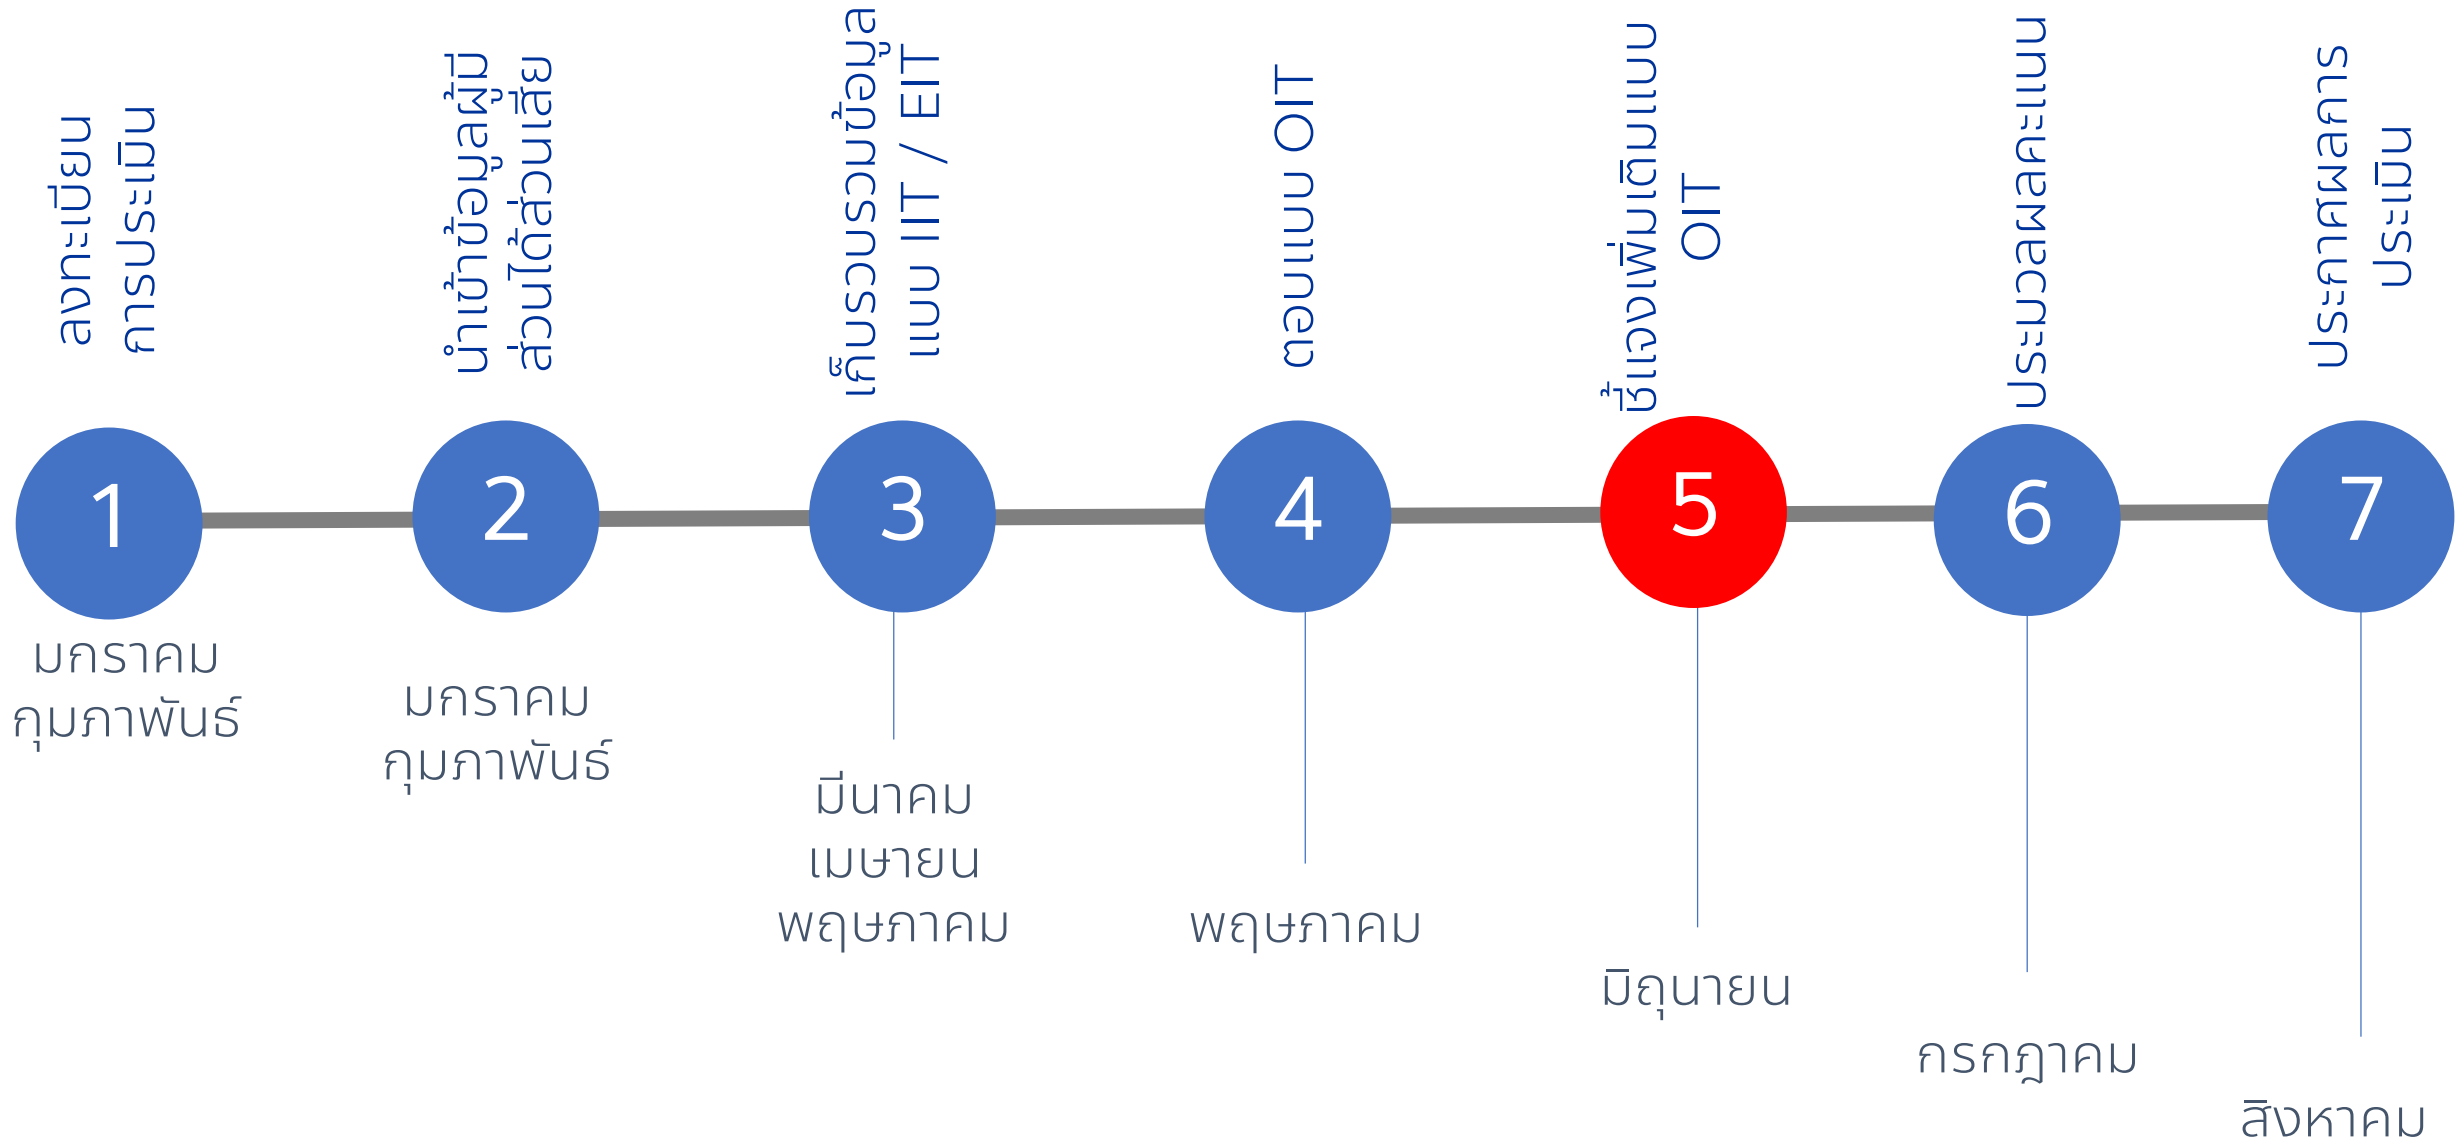 ลงทะเบียน
การประเมิน
นำเข้าข้อมูลผู้มี
ส่วนได้ส่วนเสีย
เก็บรวบรวมข้อมูล
แบบ IIT / EIT
ตอบแบบ OIT
ชี้แจงเพิ่มเติมแบบ
OIT
ประมวลผลคะแนน
ประกาศผลการ
ประเมิน
1
2
3
4
5
6
7
มกราคม
กุมภาพันธ์
มกราคม
กุมภาพันธ์
มีนาคม
เมษายน
พฤษภาคม
พฤษภาคม
มิถุนายน
กรกฎาคม
สิงหาคม